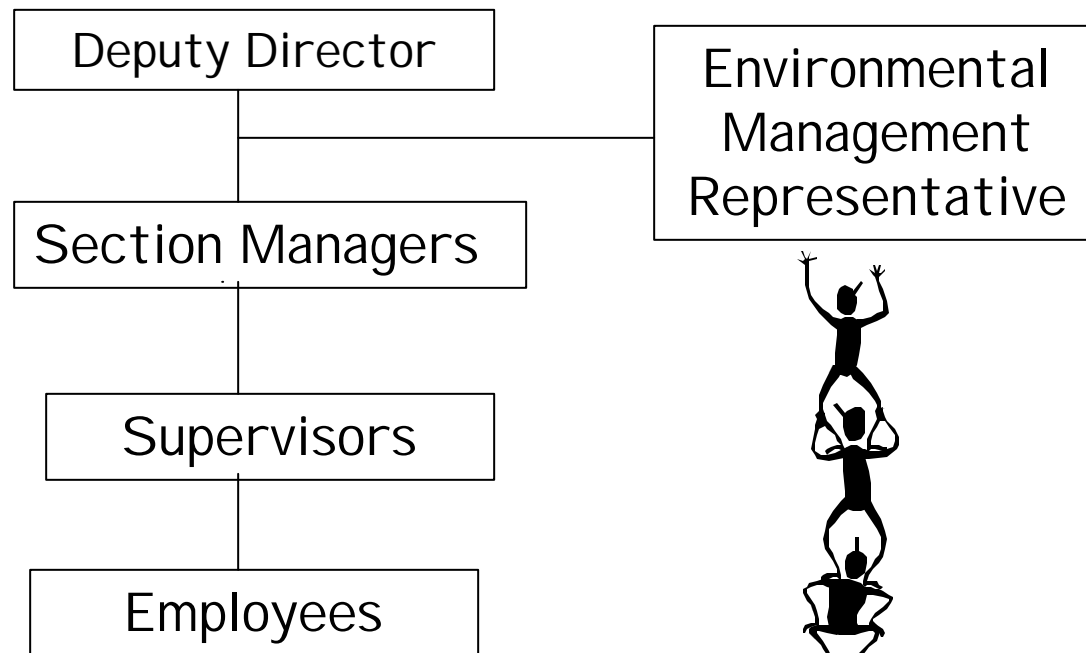 Deputy Director
Environmental
Management
Representative
Section Managers
Supervisors
Employees